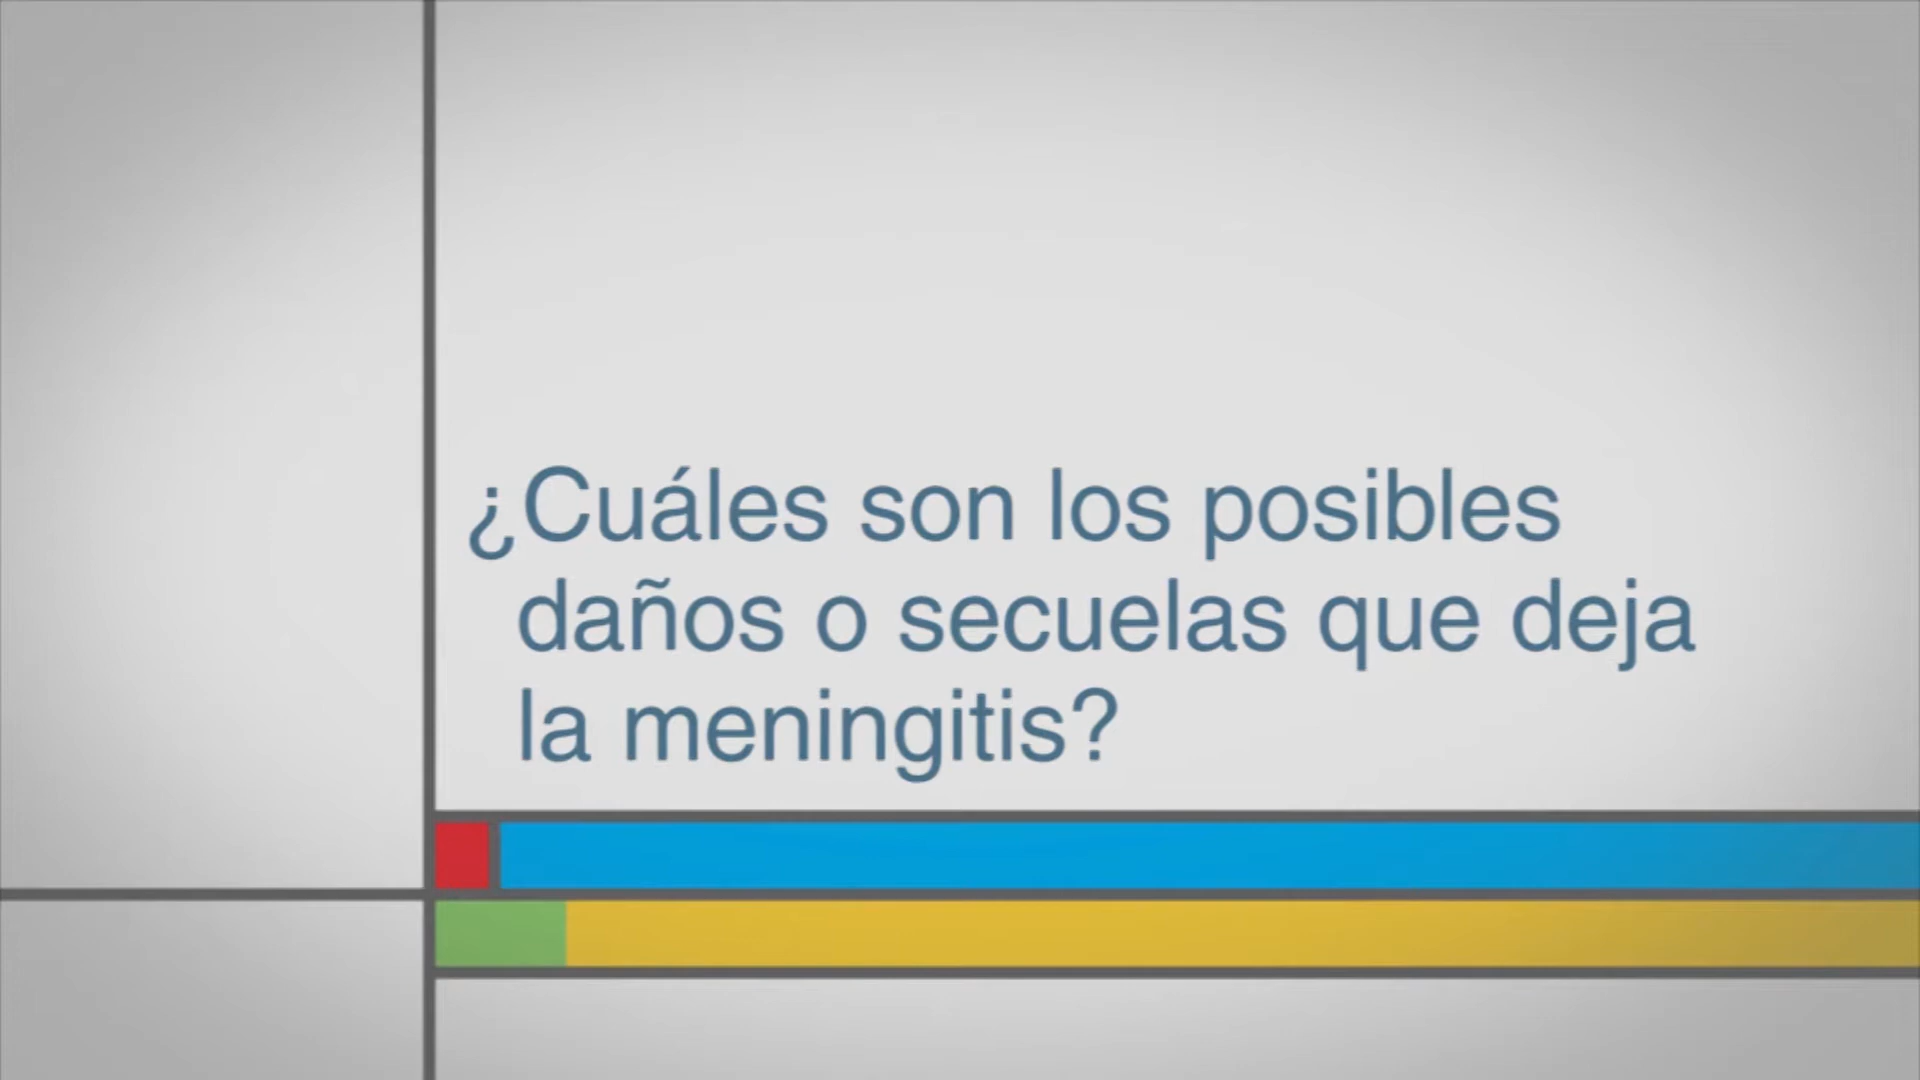 ¿Cuáles son los posibles
daños o secuelas que deja
la meningitis?